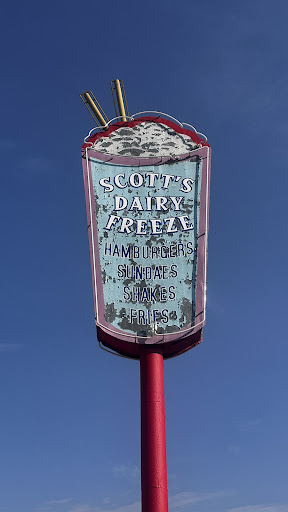 SCOTT'S
DAIRY
FREEZE
HAMBURGERS
SUNDAES
SHAKES
FRIES